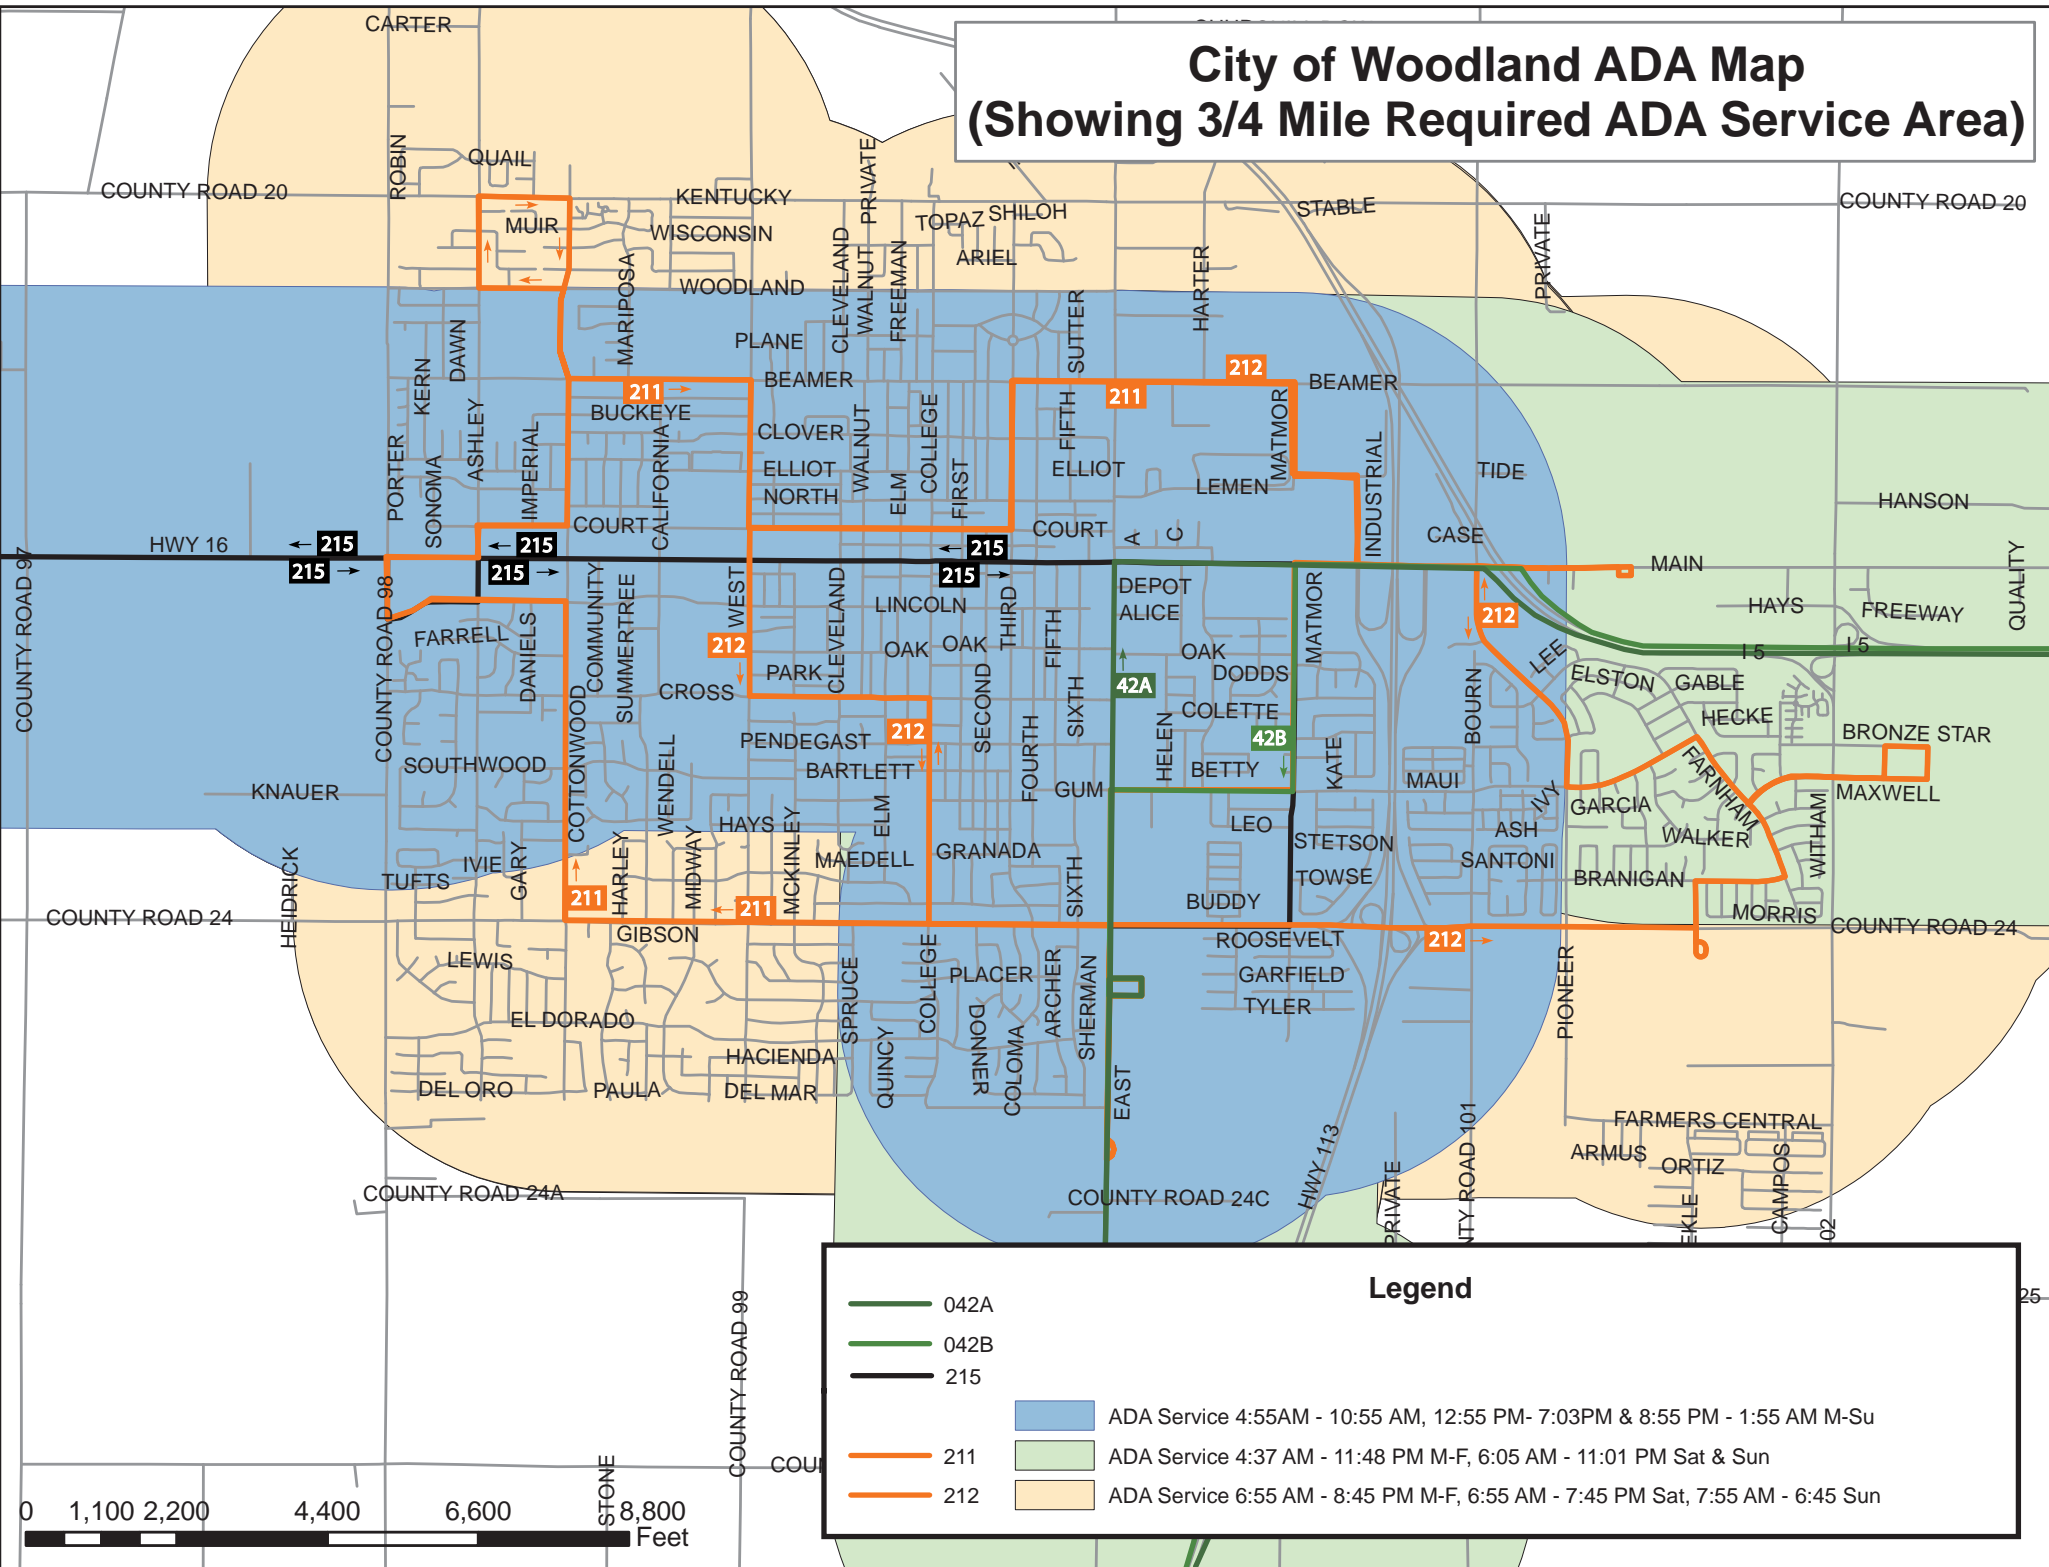 City of Woodland ADA Map
(Showing 3/4 Mile Required ADA Service Area)
CARTER
ROBIN
QUAIL
COUNTY ROAD 20
KENTUCKY
PRIVATE
TOPAZ
SHILOH
STABLE
COUNTY ROAD 20
MUIR
WISCONSIN
ARIEL
PRIVATE
MARIPOSA
WOODLAND
CLEVELAND
WALNUT
FREEMAN
HARTER
SUTTER
PLANE
DAWN
KERN
BEAMER
212
BEAMER
211
211
BUCKEYE
MATMOR
ASHLEY
IMPERIAL
CALIFORNIA
CLOVER
WALNUT
COLLEGE
FIFTH
PORTER
SONOMA
ELLIOT
ELM
FIRST
ELLIOT
LEMEN
INDUSTRIAL
TIDE
NORTH
HANSON
COURT
COURT
A
C
CASE
HWY 16
215
215
215
215
215
215
MAIN
QUALITY
COUNTY ROAD 97
COUNTY ROAD 98
COMMUNITY
SUMMERTREE
WEST
CLEVELAND
DEPOT
ALICE
MATMOR
LINCOLN
THIRD
FIFTH
HAYS
FREEWAY
212
FARRELL
DANIELS
212
OAK
OAK
OAK
LEE
I 5
I 5
PARK
CROSS
SECOND
SIXTH
42A
DODDS
BOURN
ELSTON
GABLE
COTTONWOOD
COLETTE
HECKE
212
42B
PENDEGAST
FOURTH
HELEN
KATE
BRONZE STAR
SOUTHWOOD
WENDELL
BARTLETT
BETTY
MAUI
FARNHAM
KNAUER
GUM
IVY
GARCIA
MAXWELL
HAYS
ELM
LEO
ASH
WALKER
WITHAM
HEIDRICK
IVIE
GARY
HARLEY
MIDWAY
MCKINLEY
MAEDELL
GRANADA
STETSON
SANTONI
TUFTS
SIXTH
TOWSE
BRANIGAN
211
211
BUDDY
MORRIS
COUNTY ROAD 24
GIBSON
ROOSEVELT
212
COUNTY ROAD 24
LEWIS
SPRUCE
COLLEGE
PLACER
ARCHER
SHERMAN
GARFIELD
PIONEER
TYLER
EL DORADO
DONNER
HACIENDA
QUINCY
COLOMA
EAST
DEL ORO
PAULA
DEL MAR
FARMERS CENTRAL
HWY 113
ARMUS
ORTIZ
CAMPOS
COUNTY ROAD 24A
COUNTY ROAD 24C
PRIVATE
NTY ROAD 101
EKLE
02
Legend
042A
042B
215
211
212
ADA Service 4:55AM - 10:55 AM, 12:55 PM- 7:03PM & 8:55 PM - 1:55 AM M-Su
ADA Service 4:37 AM - 11:48 PM M-F, 6:05 AM - 11:01 PM Sat & Sun
ADA Service 6:55 AM - 8:45 PM M-F, 6:55 AM - 7:45 PM Sat, 7:55 AM - 6:45 Sun
25
COUNTY ROAD 99
COU
STONE
0 1,100 2,200 4,400 6,600 8,800
Feet